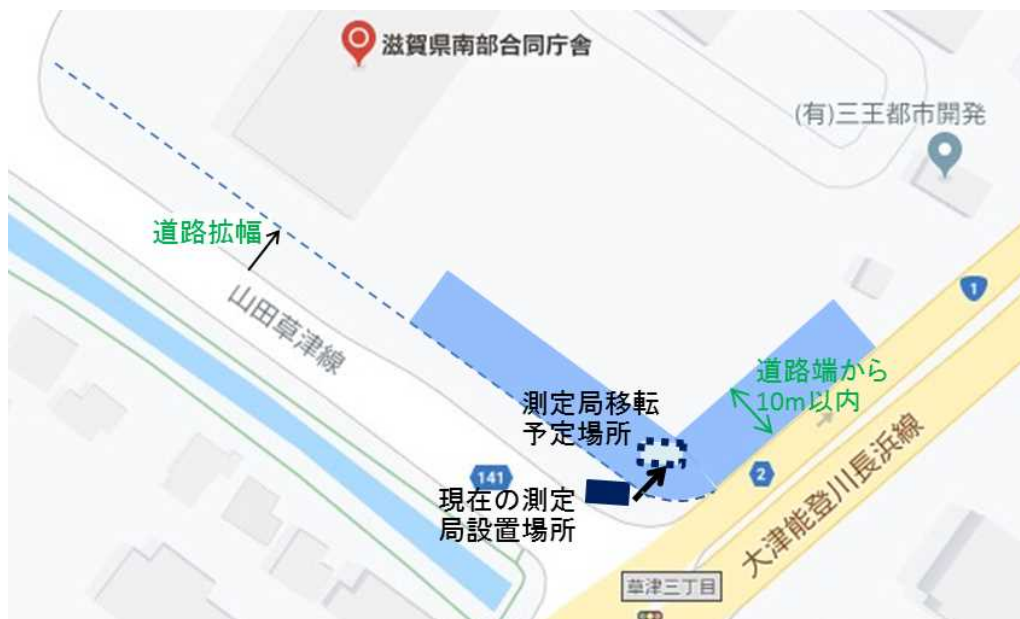 滋賀県南部合同庁舎
(有)三王都市開発
道路拡幅
1
山田草津線
道路端から
10m以内
測定局移転
予定場所
141
2
現在の測定
局設置場所
大津能登川長浜線
草津三丁目